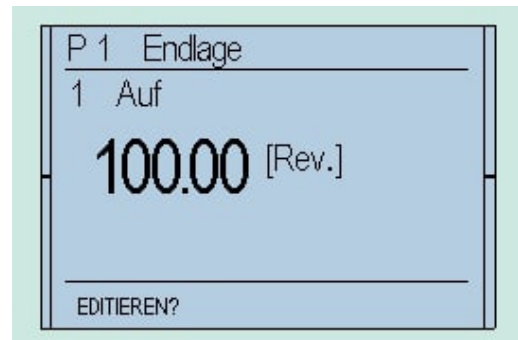 P 1 Endlage
1 Auf
100.00 [Rev.]
EDITIEREN?